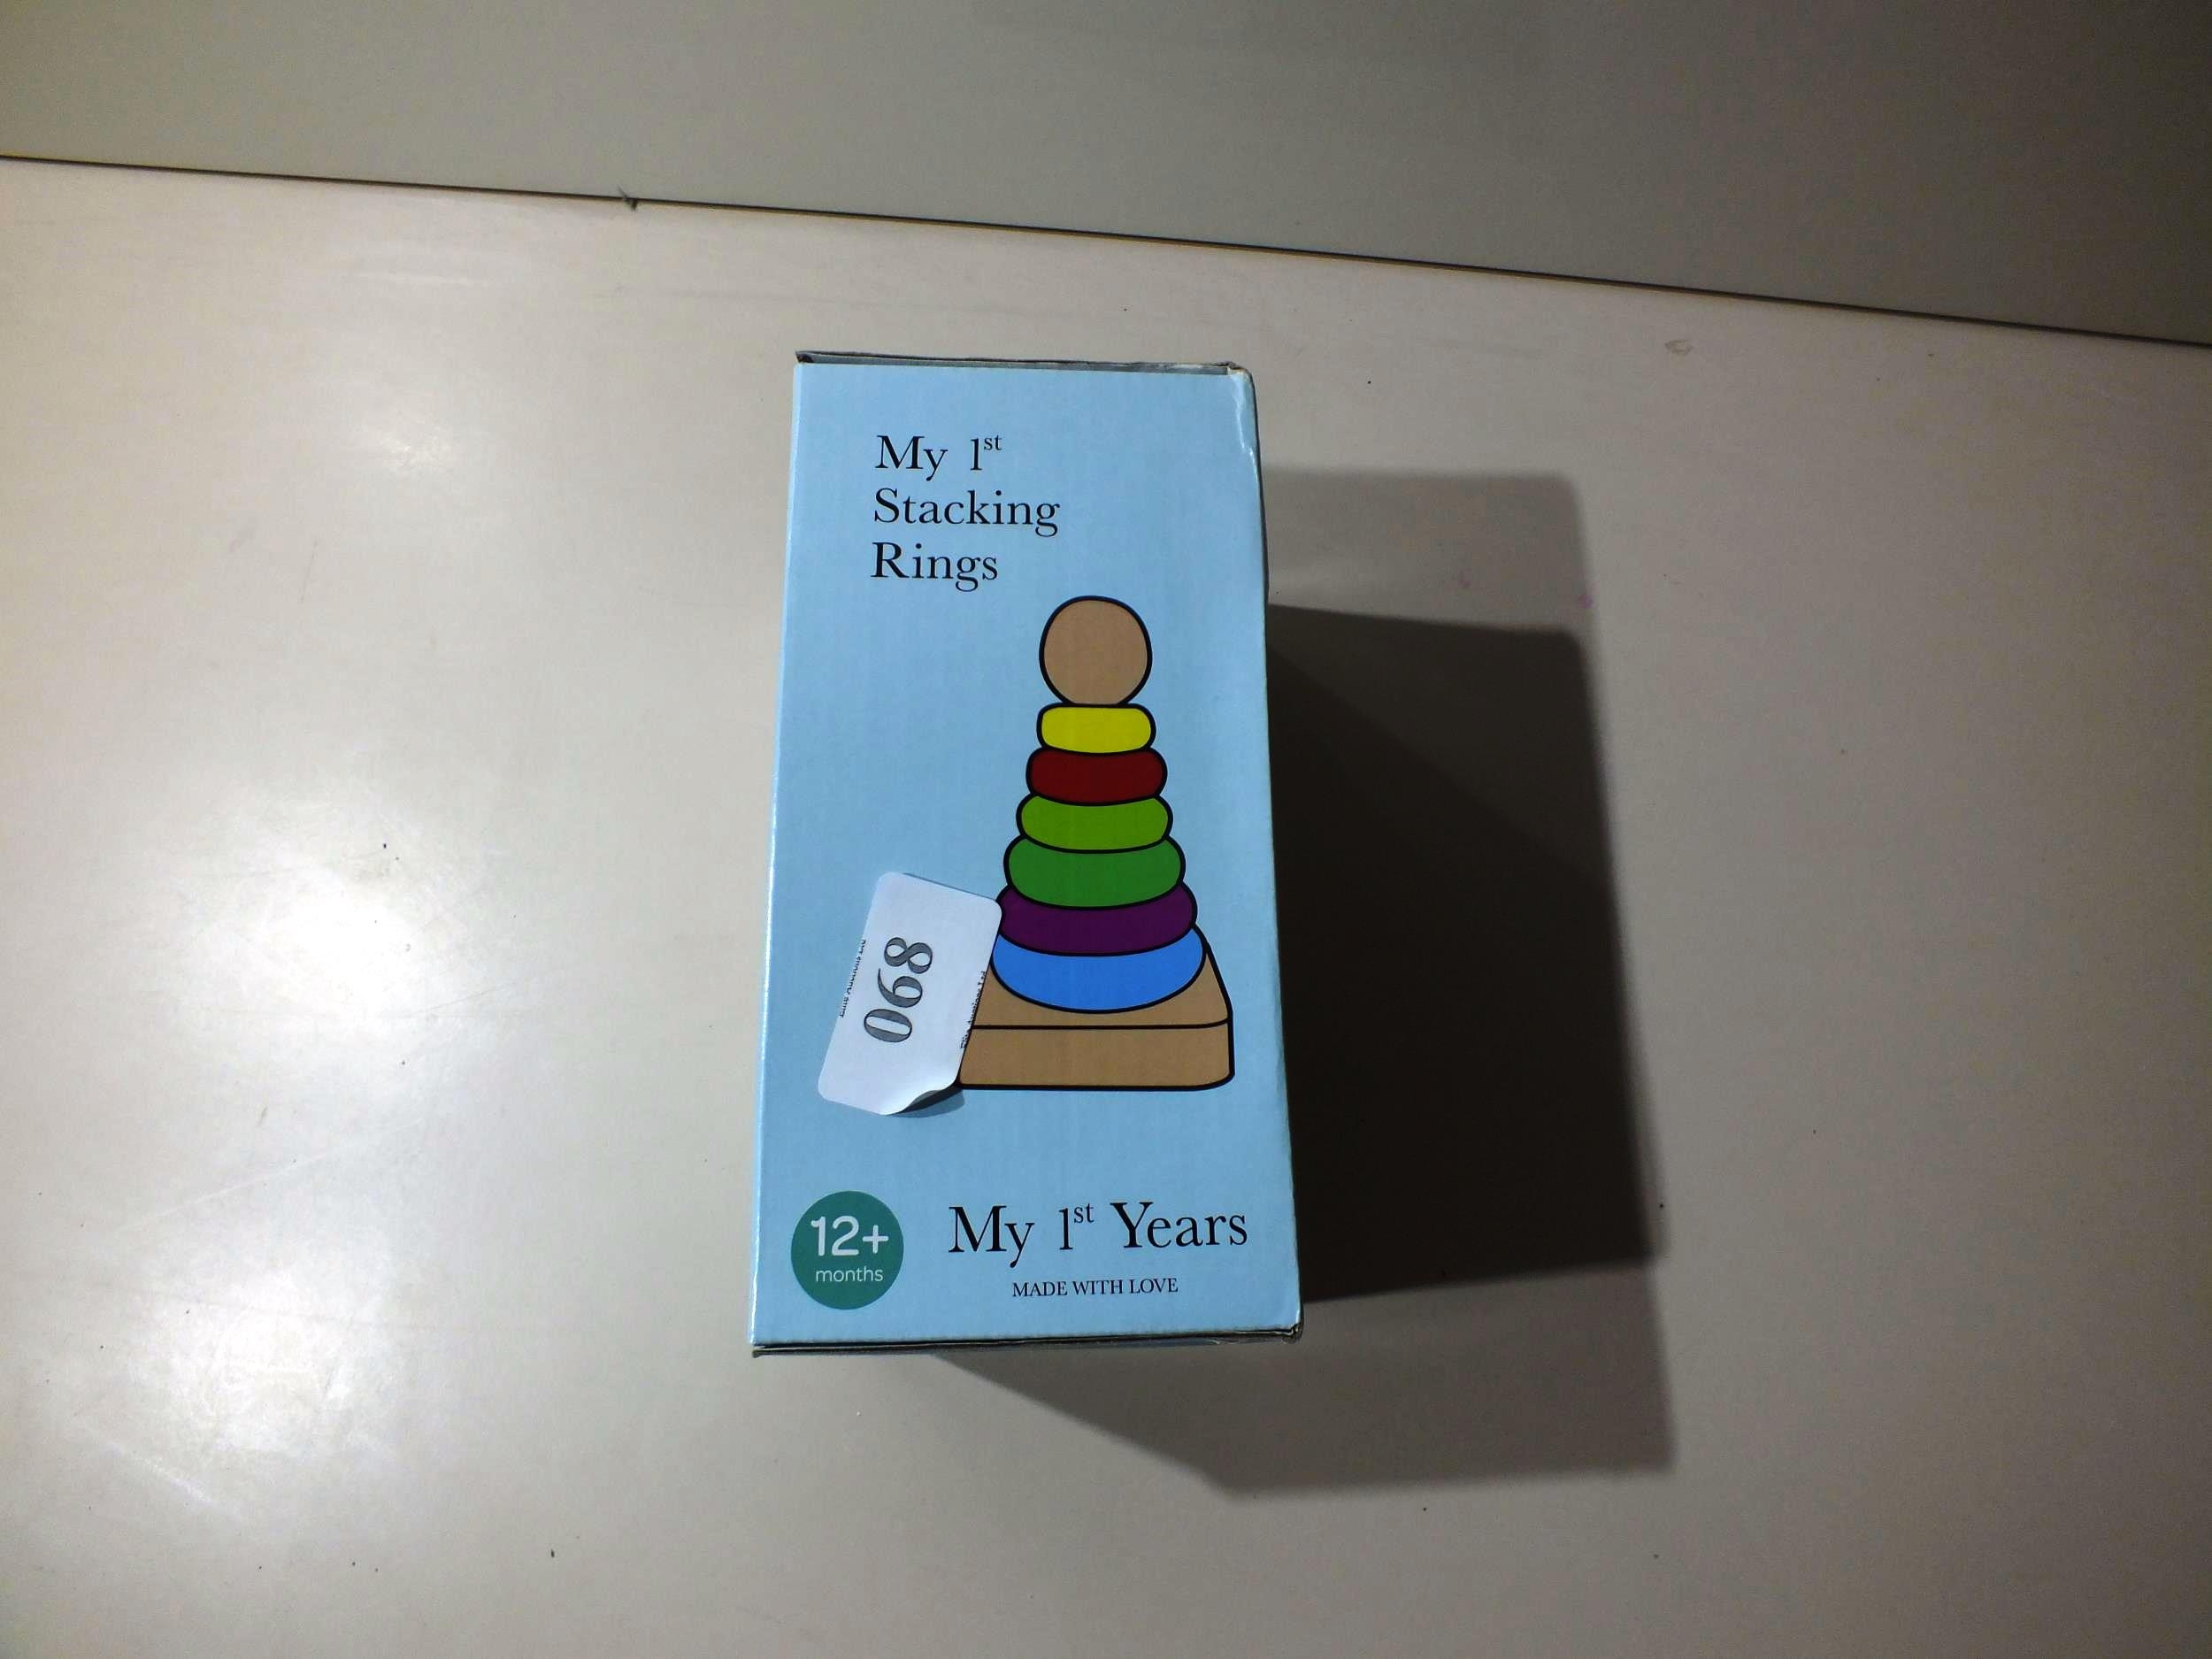 My 1st
Stacking
Rings
068
12+
months
My 1st Years
MADE WITH LOVE